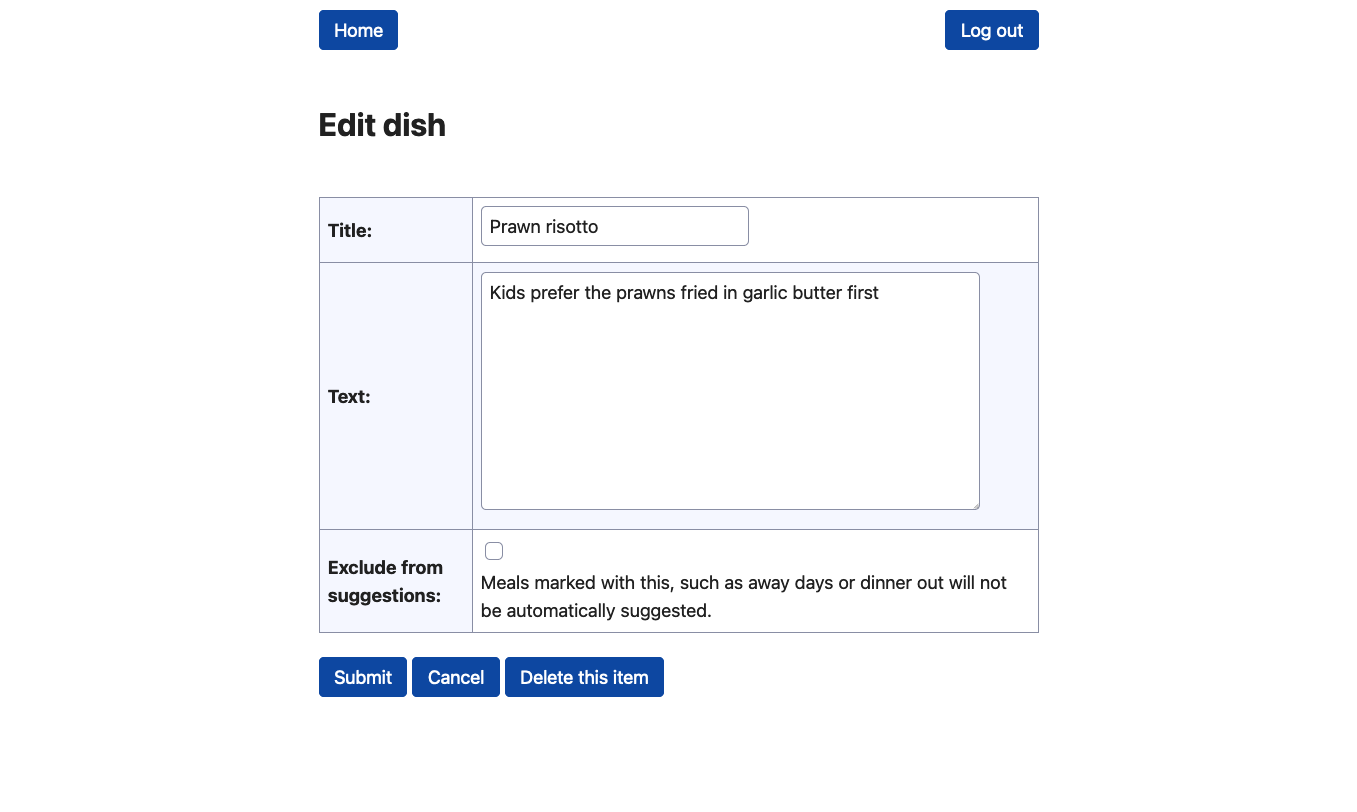 Home
Log out
Edit dish
Title:
Prawn risotto
Text:
Kids prefer the prawns fried in garlic butter first
Exclude from
suggestions:
Meals marked with this, such as away days or dinner out will not
be automatically suggested.
Submit
Cancel
Delete this item